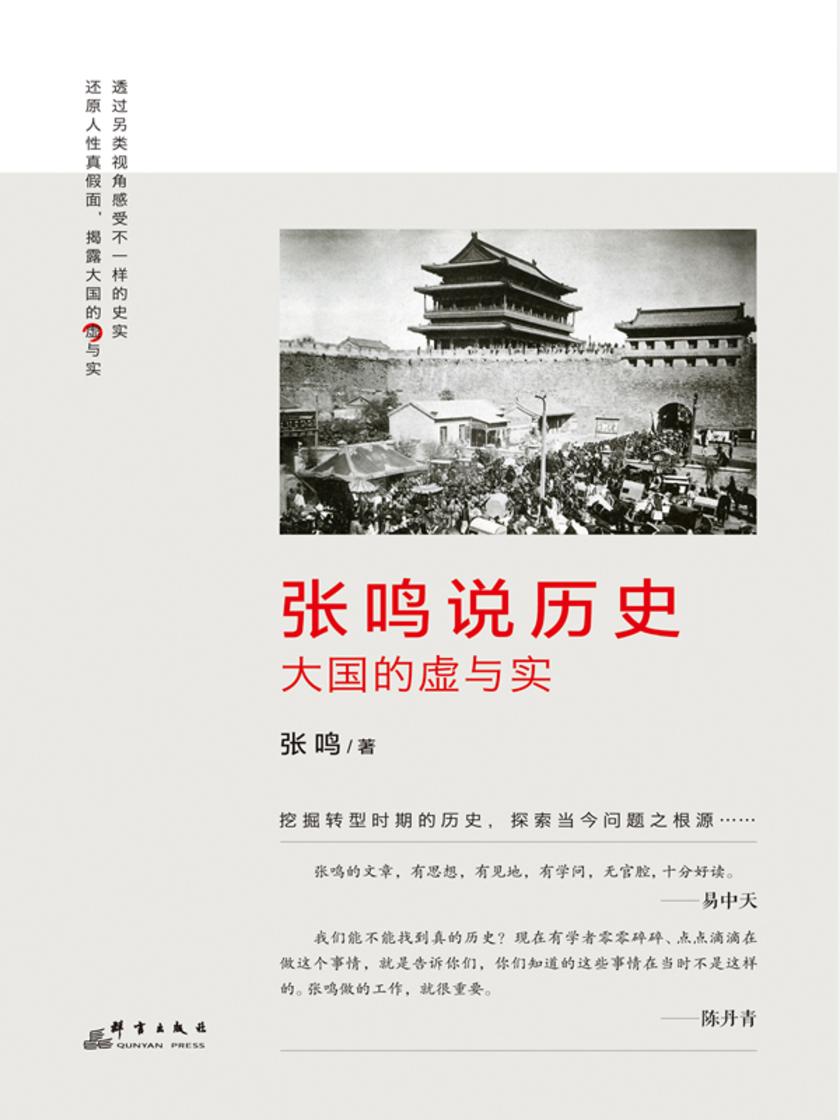 透过另类视角感受不一样的史实
还原人性真假面，揭露大国的虚与实
张鸣说历史
大国的虚与实
张鸣/著
挖掘转型时期的历史，探索当今问题之根源……
张鸣的文章，有思想，有见地，有学问，无官腔，十分好读。
——易中天
我们能不能找到真的历史？现在有学者零零碎碎、点点滴滴在
做这个事情，就是告诉你们，你们知道的这些事情在当时不是这样
的。张鸣做的工作，就很重要。
——陈丹青
群言出版社
QUNYAN PRESS